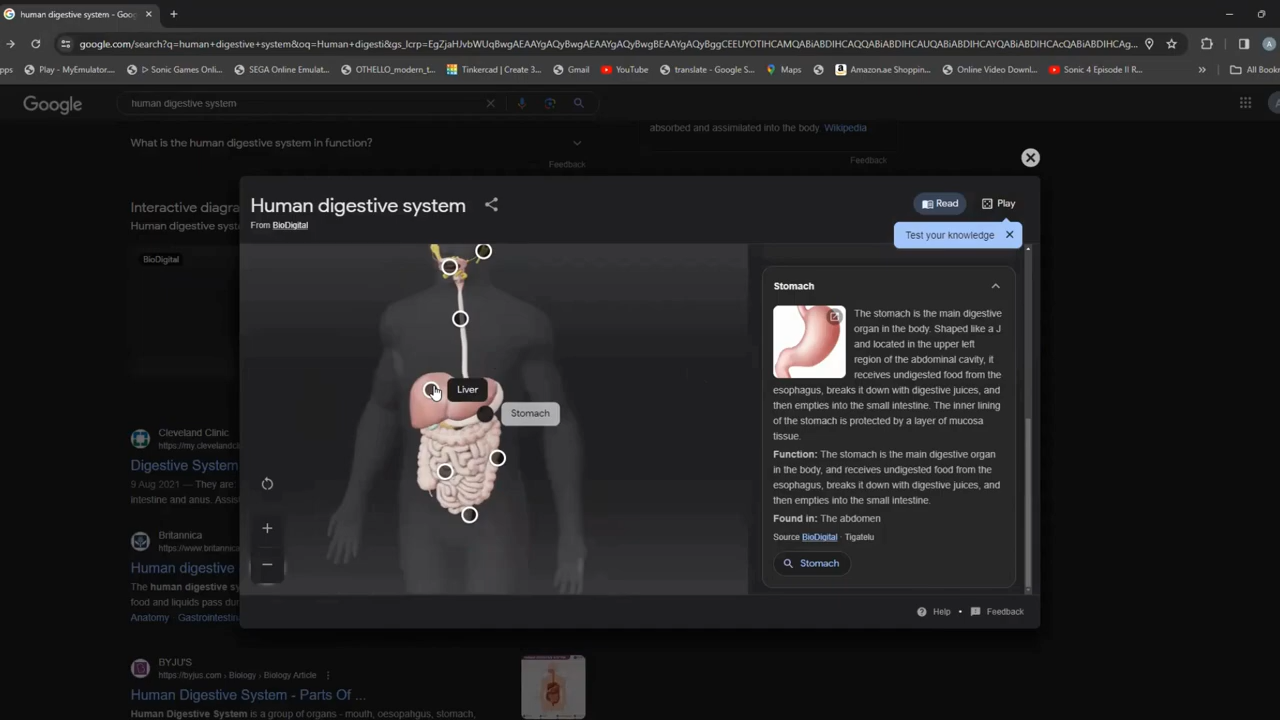 human digestive system - Goog
google.com/search?q=human+digestive+system&oq=Human+digesti&gs_lcrp=EgZjaHJvbWUqBwgAEAAYgAQyBwgAEAAYgAQyBwgBEAAYgAQyBggCEEUYOTIHCAMQABiABDIHCAQQABiABDIHCAUQABiABDIHCAYQABiABDIHCAcQABiABDIHCAgQABiABDIHCAg...
pps
Play - MyEmulator....
▷ Sonic Games Onli...
SEGA Online Emulat...
OTHELLO_modern_t...
Tinkercad | Create 3...
Gmail
YouTube
translate - Google S...
Maps
Amazon.ae Shoppin...
Online Video Downl...
Sonic 4 Episode II R...
»
All Book
Google
human digestive system
absorbed and assimilated into the body. Wikipedia
What is the human digestive system in function?
Feedback
Feedback
Interactive diagra
Human digestive syst
BioDigital
Human digestive system
From BioDigital
Read
Play
Test your knowledge
Liver
Stomach
Stomach
The stomach is the main digestive
organ in the body. Shaped like a J
and located in the upper left
region of the abdominal cavity, it
receives undigested food from the
esophagus, breaks it down with digestive juices, and
then empties into the small intestine. The inner lining
of the stomach is protected by a layer of mucosa
tissue.
Function: The stomach is the main digestive organ
in the body, and receives undigested food from the
esophagus, breaks it down with digestive juices, and
then empties into the small intestine.
Found in: The abdomen
Source BioDigital · Tigatelu
Stomach
Help • Feedback
Cleveland Clinic
https://my.clevelandcl
Digestive System
9 Aug 2021 — They are:
intestine and anus. Assist
Britannica
https://www.britannica
Human digestive
The human digestive sy
food and liquids pass du
Anatomy · Gastrointestin
BYJU'S
https://byjus.com › Biology › Biology Article
Human Digestive System - Parts Of ...
Human Digestive System is a group of organs - mouth, oesophagus, stomach,